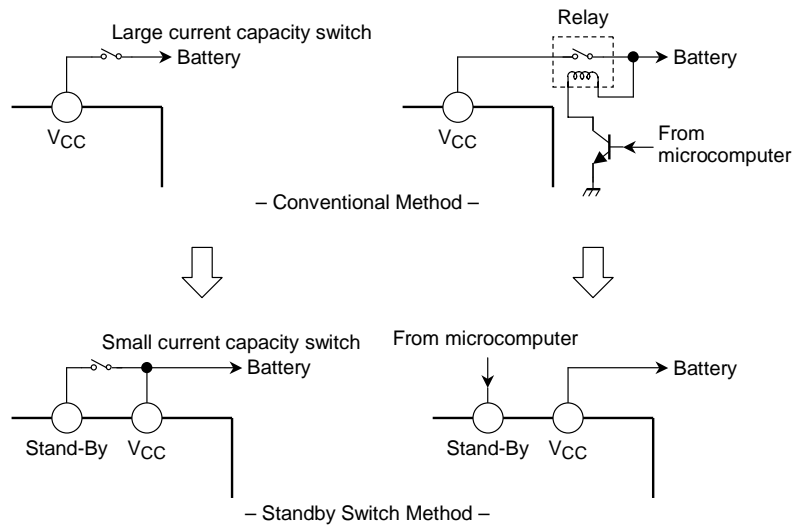 Large current capacity switch
Battery
VCC
Relay
Battery
VCC
From
microcomputer
– Conventional Method –
Small current capacity switch
Battery
Stand-By
VCC
From microcomputer
Battery
Stand-By
VCC
– Standby Switch Method –